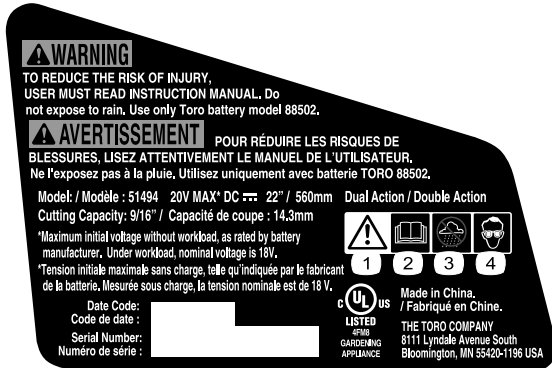 WARNING
TO REDUCE THE RISK OF INJURY,
USER MUST READ INSTRUCTION MANUAL. Do
not expose to rain. Use only Toro battery model 88502.
AVERTISSEMENT POUR RÉDUIRE LES RISQUES DE
BLESSURES, LISEZ ATTENTIVEMENT LE MANUEL DE L'UTILISATEUR.
Ne l'exposez pas à la pluie. Utilisez uniquement avec batterie TORO 88502.
Model: / Modèle : 51494 20V MAX* DC 22" / 560mm Dual Action / Double Action
Cutting Capacity: 9/16" / Capacité de coupe : 14.3mm
*Maximum initial voltage without workload, as rated by battery
manufacturer. Under workload, nominal voltage is 18V.
*Tension initiale maximale sans charge, telle qu'indiquée par le fabricant
de la batterie. Mesurée sous charge, la tension nominale est de 18 V.
1 2 3 4
Date Code:
Code de date :
Serial Number:
Numéro de série :
C UL US
LISTED
4FM8
GARDENING
APPLIANCE
Made in China.
/ Fabriqué en Chine.
THE TORO COMPANY
8111 Lyndale Avenue South
Bloomington, MN 55420-1196 USA